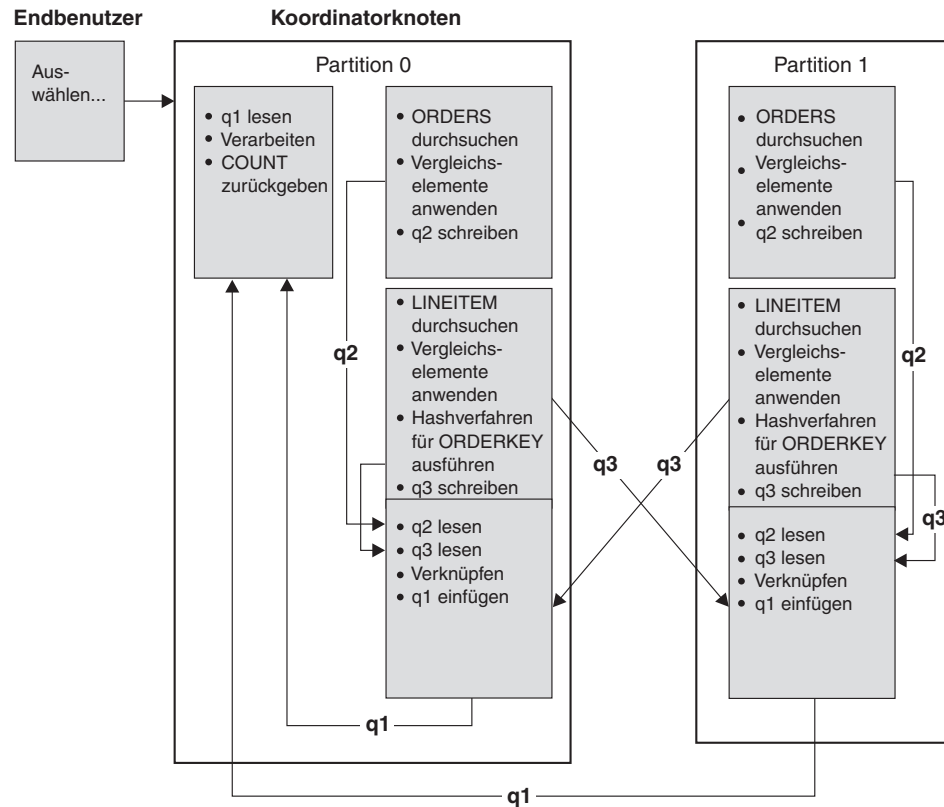 Endbenutzer
Koordinatorknoten
Aus-
wählen...
Partition 0
• q1 lesen
• Verarbeiten
• COUNT
zurückgeben
• ORDERS
durchsuchen
• Vergleichs-
elemente
anwenden
• q2 schreiben
q2
• LINEITEM
durchsuchen
• Vergleichs-
elemente
anwenden
• Hashverfahren
für ORDERKEY
ausführen
• q3 schreiben
• q2 lesen
• q3 lesen
• Verknüpfen
• q1 einfügen
q1
q3
q3
Partition 1
• ORDERS
durchsuchen
• Vergleichs-
• elemente
anwenden
• q2 schreiben
q2
• LINEITEM
durchsuchen
• Vergleichs-
elemente
anwenden
• Hashverfahren
für ORDERKEY
ausführen
• q3 schreiben
q3
• q2 lesen
• q3 lesen
• Verknüpfen
• q1 einfügen
q1